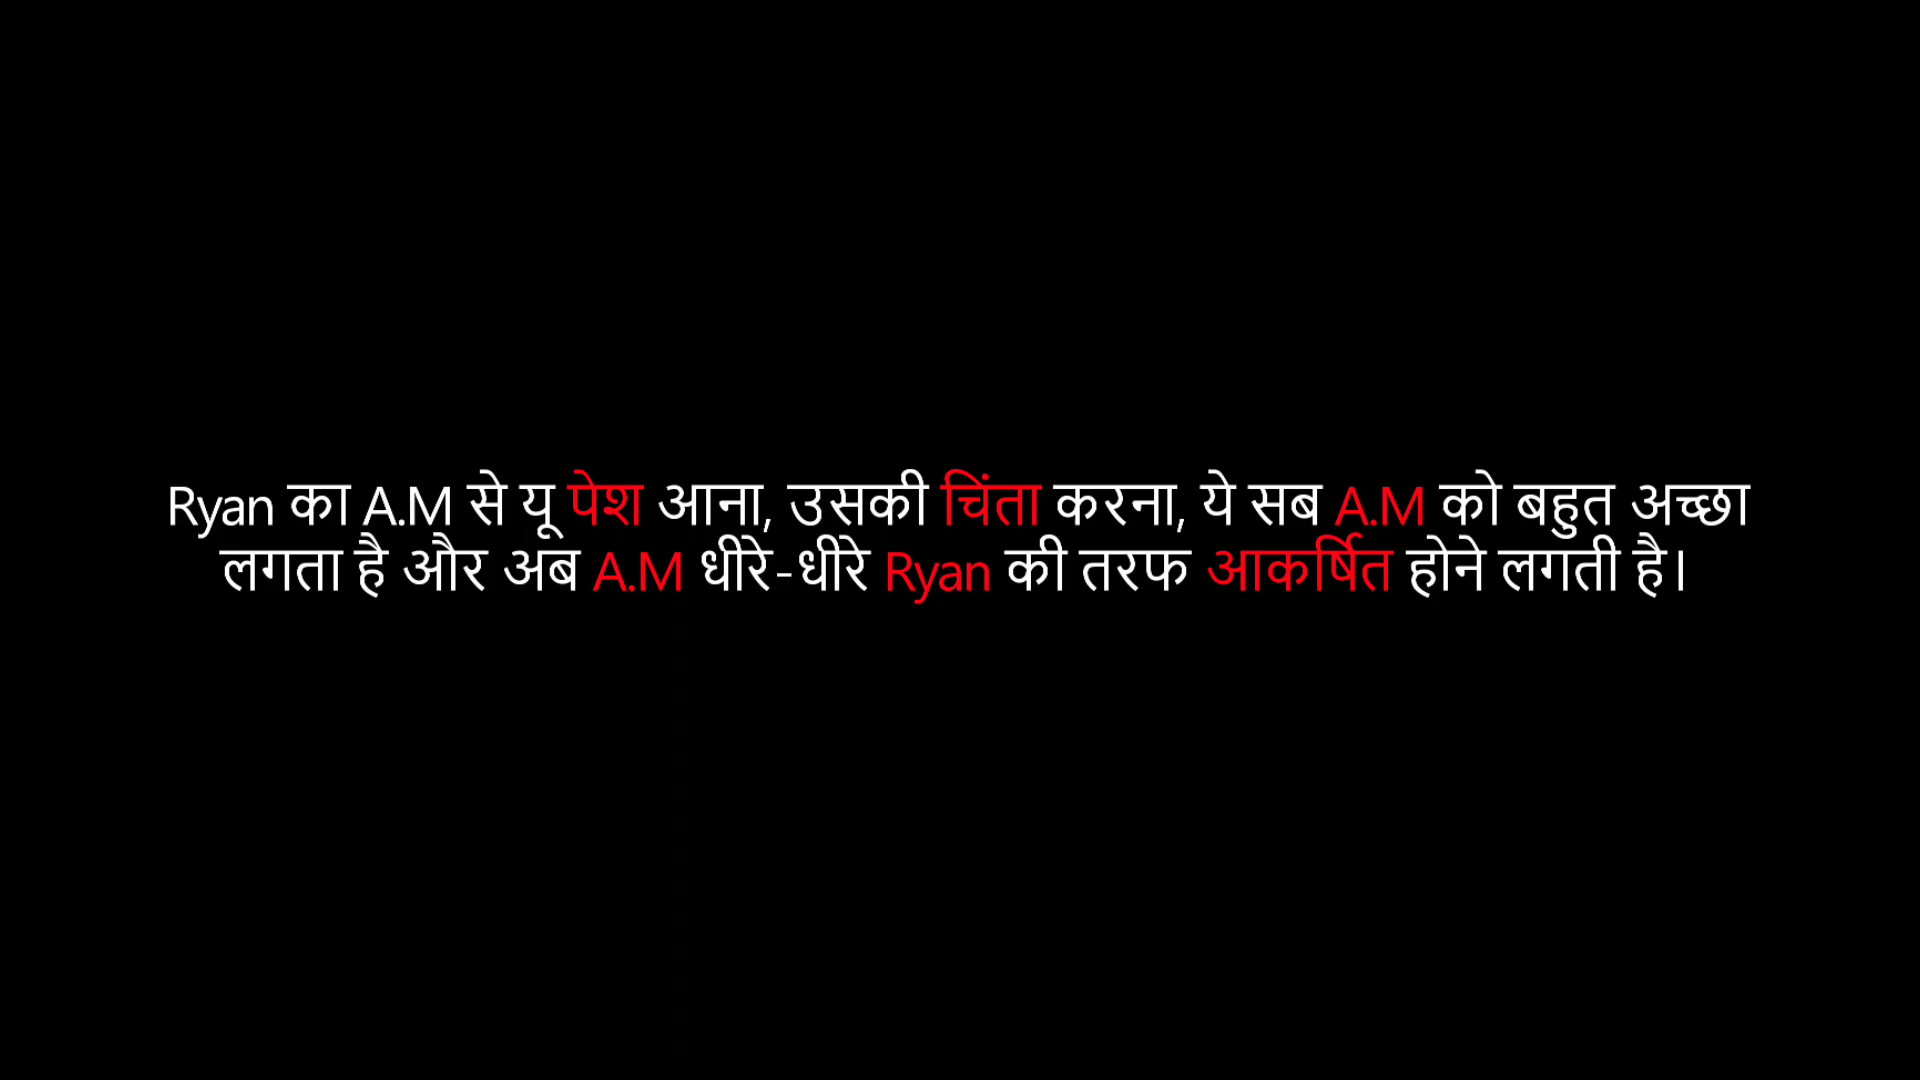 Ryan का A.M से यू पेश आना, उसकी चिंता करना, ये सब A.M को बहुत अच्छा
लगता है और अब A.M धीरे-धीरे Ryan की तरफ आकर्षित होने लगती है।